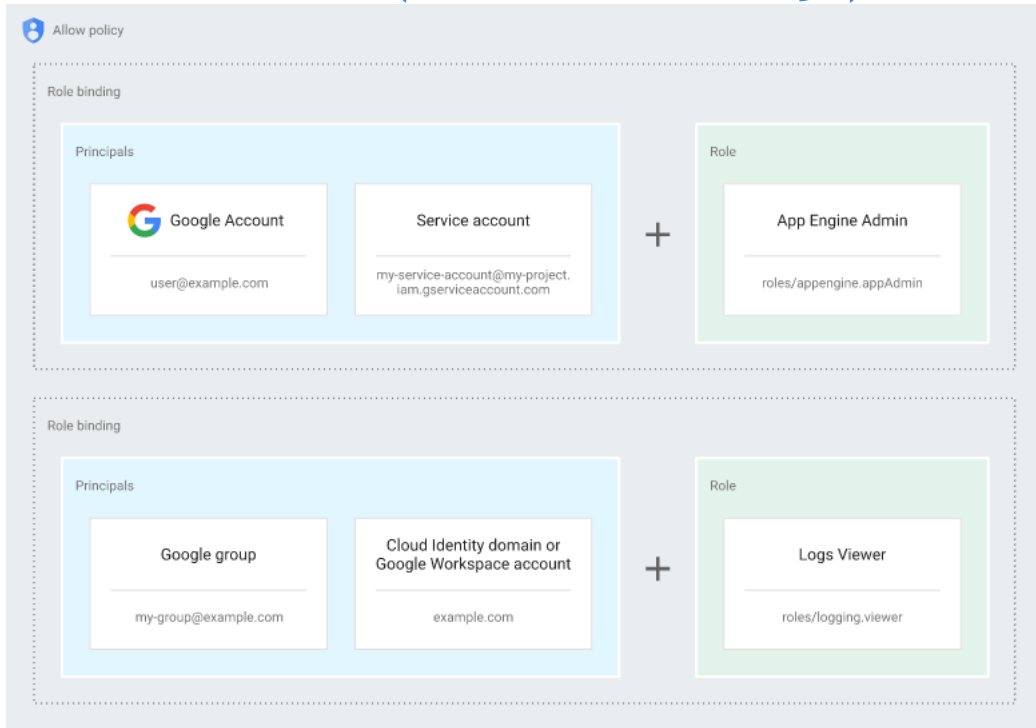 Allow policy
Role binding
Principals
Google Account
user@example.com
Service account
my-service-account@my-project.
iam.gserviceaccount.com
+
Role
App Engine Admin
roles/appengine.appAdmin
Role binding
Principals
Google group
my-group@example.com
Cloud Identity domain or
Google Workspace account
example.com
+
Role
Logs Viewer
roles/logging.viewer